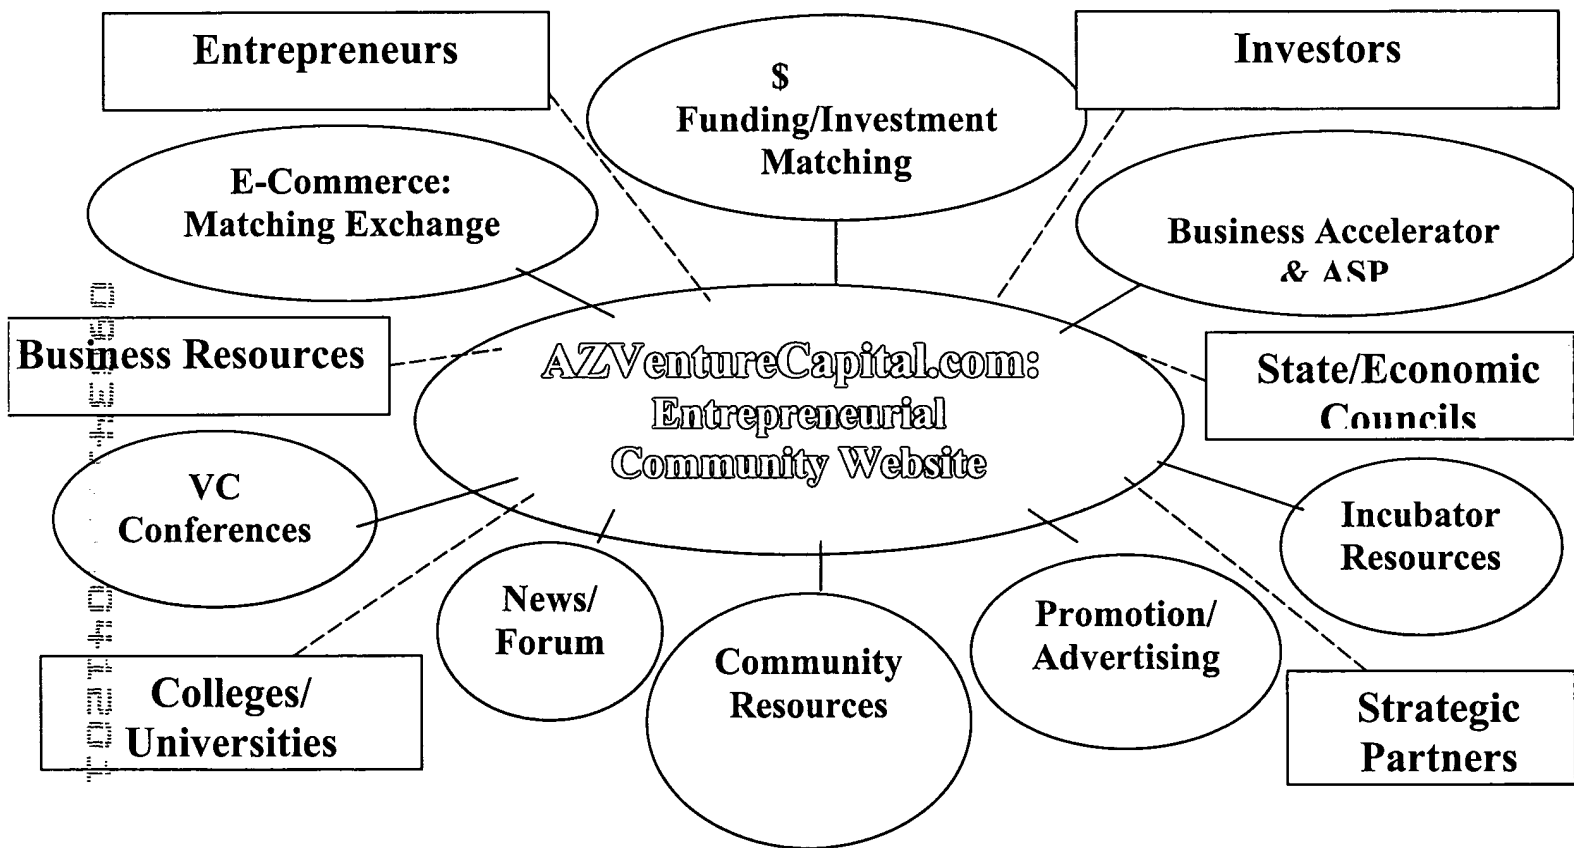 Entrepreneurs
Investors
$
Funding/Investment
Matching
E-Commerce:
Matching Exchange
Business Accelerator
& ASP
Business Resources
AZVentureCapital.com:
Entrepreneurial
Community Website
State/Economic
Councils
VC
Conferences
Incubator
Resources
News/
Forum
Community
Resources
Promotion/
Advertising
Colleges/
Universities
Strategic
Partners